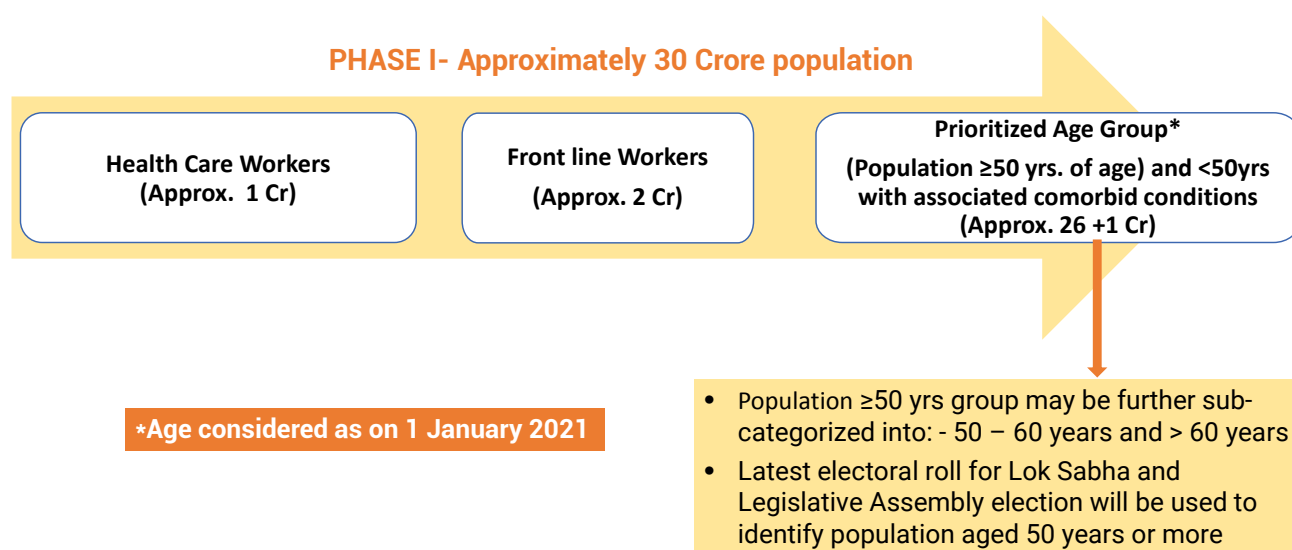 PHASE I- Approximately 30 Crore population
Health Care Workers
(Approx. 1 Cr)
Front line Workers
(Approx. 2 Cr)
Prioritized Age Group*
(Population ≥50 yrs. of age) and <50yrs
with associated comorbid conditions
(Approx. 26 +1 Cr)
*Age considered as on 1 January 2021
• Population ≥50 yrs group may be further sub-
categorized into: - 50 – 60 years and > 60 years
• Latest electoral roll for Lok Sabha and
Legislative Assembly election will be used to
identify population aged 50 years or more